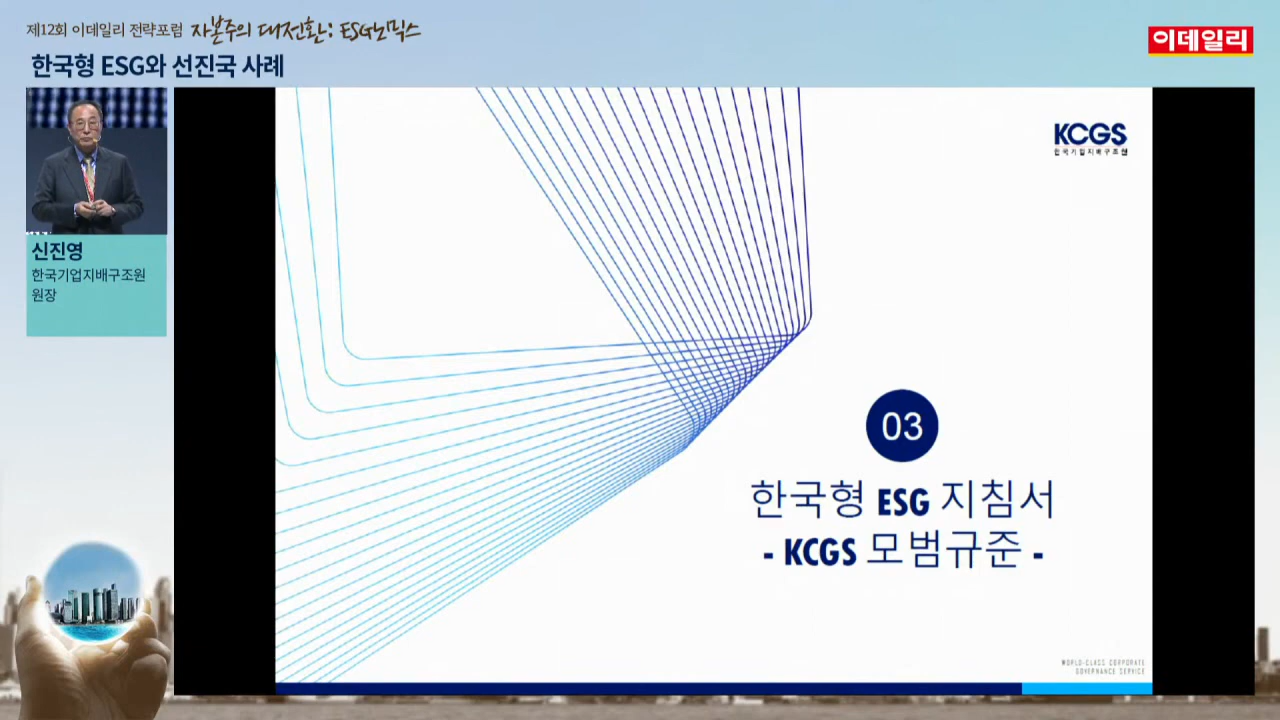 제12회 이데일리 전략포럼 자본주의 대전환: ESG노믹스
이데일리
한국형 ESG와 선진국 사례
KCGS
한국기업지배구조원
신진영
한국기업지배구조원
원장
03
한국형 ESG 지침서
- KCGS 모범규준 -
WORLD-CLASS CORPORATE
GOVERNANCE SERVICE